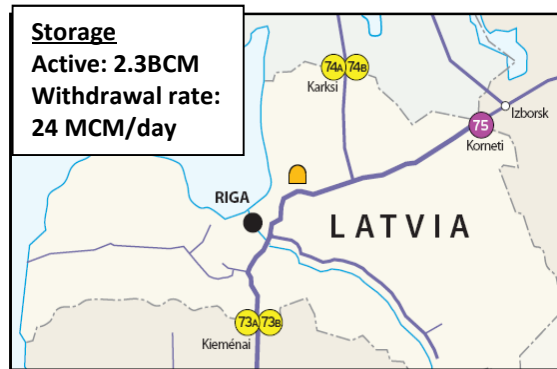 Storage
Active: 2.3BCM
Withdrawal rate:
24 MCM/day
74A 74B
Karksi
Izborsk
75
Korneti
RIGA
LATVIA
73A 73B
Kieménai